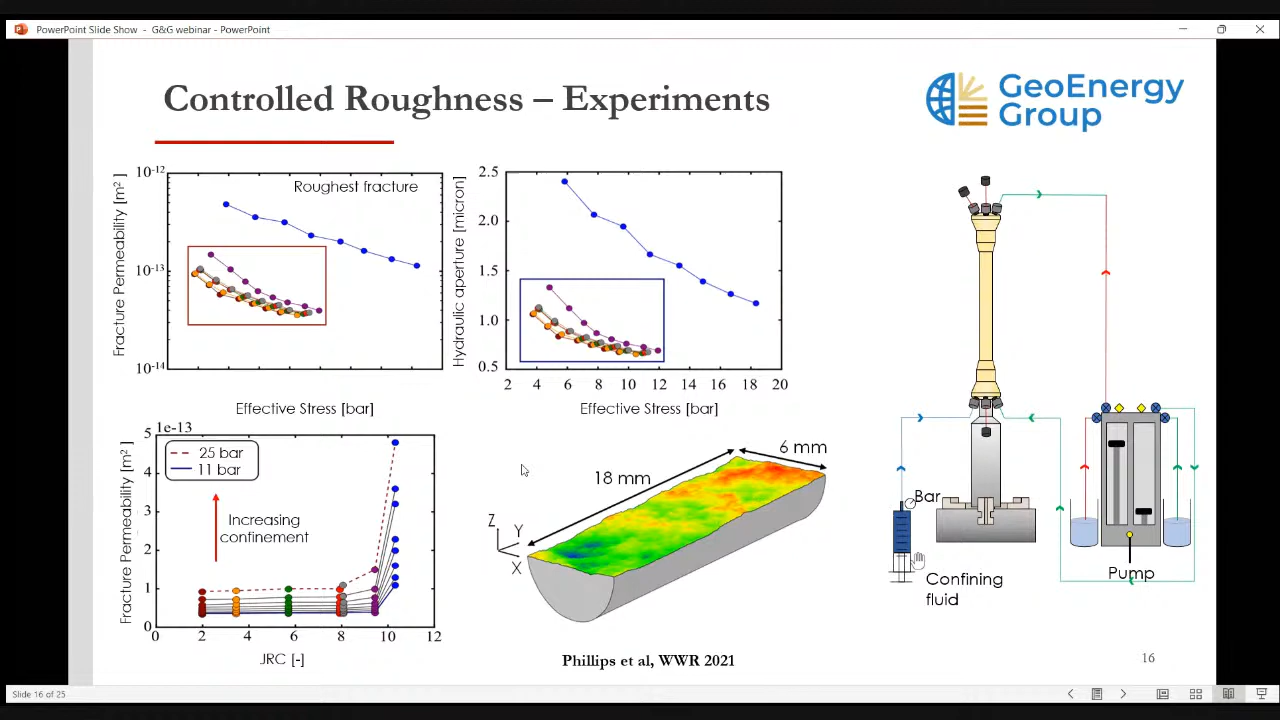 PowerPoint Slide Show - G&G webinar - PowerPoint
Controlled Roughness – Experiments
GeoEnergy
Group
Roughest fracture
Fracture Permeability [m²]
10-12
10-13
10-14
Effective Stress [bar]
Hydraulic aperture [micron]
2.5
2.0
1.5
1.0
0.5
2 4 6 8 10 12 14 16 18 20
Effective Stress [bar]
1e-13
Fracture Permeability [m²]
5
4
3
2
1
0
25 bar
11 bar
Increasing
confinement
0 2 4 6 8 10 12
JRC [-]
18 mm
6 mm
Z
Y
X
Phillips et al, WWR 2021
Bar
Confining
fluid
Pump
16
Slide 16 of 25